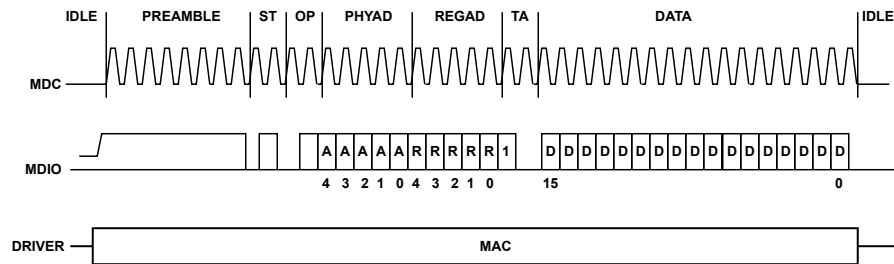 IDLE PREAMBLE ST OP PHYAD REGAD TA DATA IDLE
MDC
A A A A A R R R R R 1 D D D D D D D D D D D D D D D D D
MDIO
4 3 2 1 0 4 3 2 1 0 15 0
DRIVER MAC